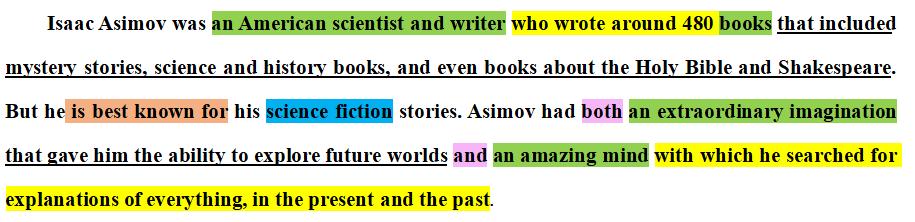 Isaac Asimov was an American scientist and writer who wrote around 480 books that included
mystery stories, science and history books, and even books about the Holy Bible and Shakespeare.
But he is best known for his science fiction stories. Asimov had both an extraordinary imagination
that gave him the ability to explore future worlds and an amazing mind with which he searched for
explanations of everything, in the present and the past.